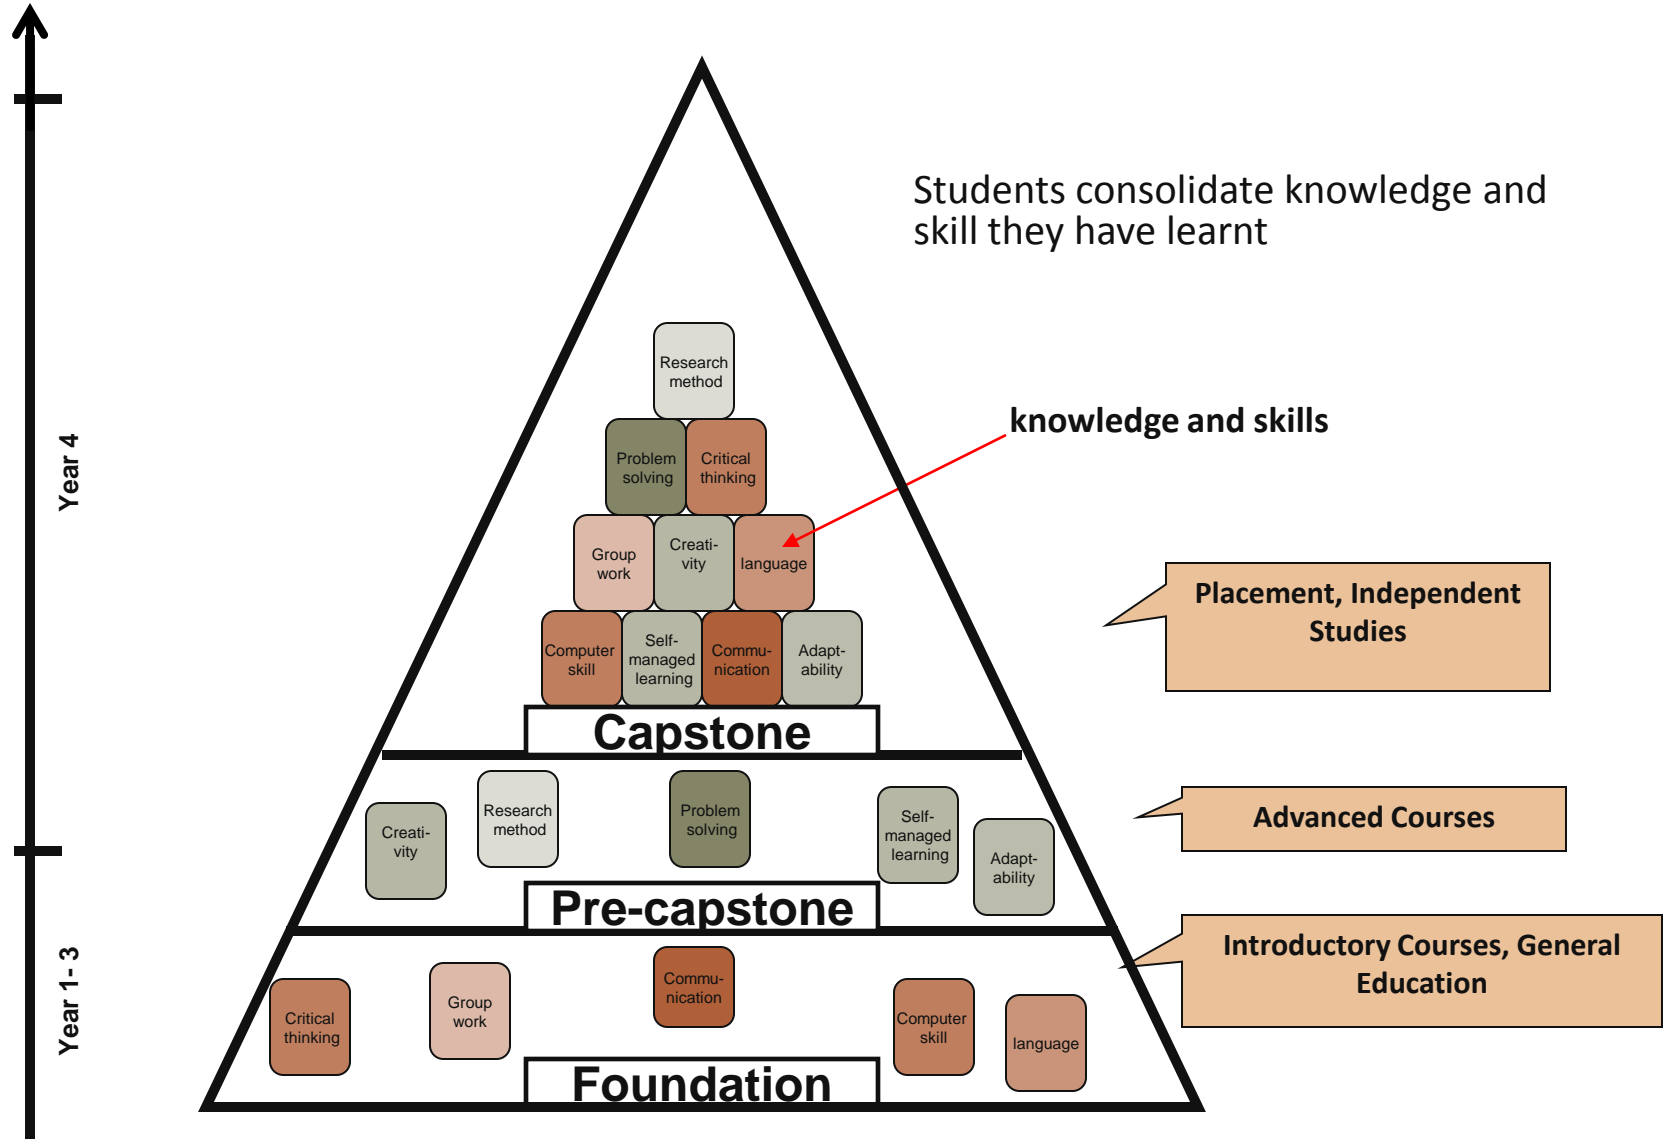 Students consolidate knowledge and
skill they have learnt
Research
method
knowledge and skills
Year 4
Problem
solving
Critical
thinking
Group
work
Creati-
vity
language
Placement, Independent
Studies
Computer
skill
Self-
managed
learning
Commu-
nication
Adapt-
ability
Capstone
Creati-
vity
Research
method
Problem
solving
Self-
managed
learning
Adapt-
ability
Advanced Courses
Pre-capstone
Year 1- 3
Introductory Courses, General
Education
Critical
thinking
Group
work
Commu-
nication
Computer
skill
language
Foundation